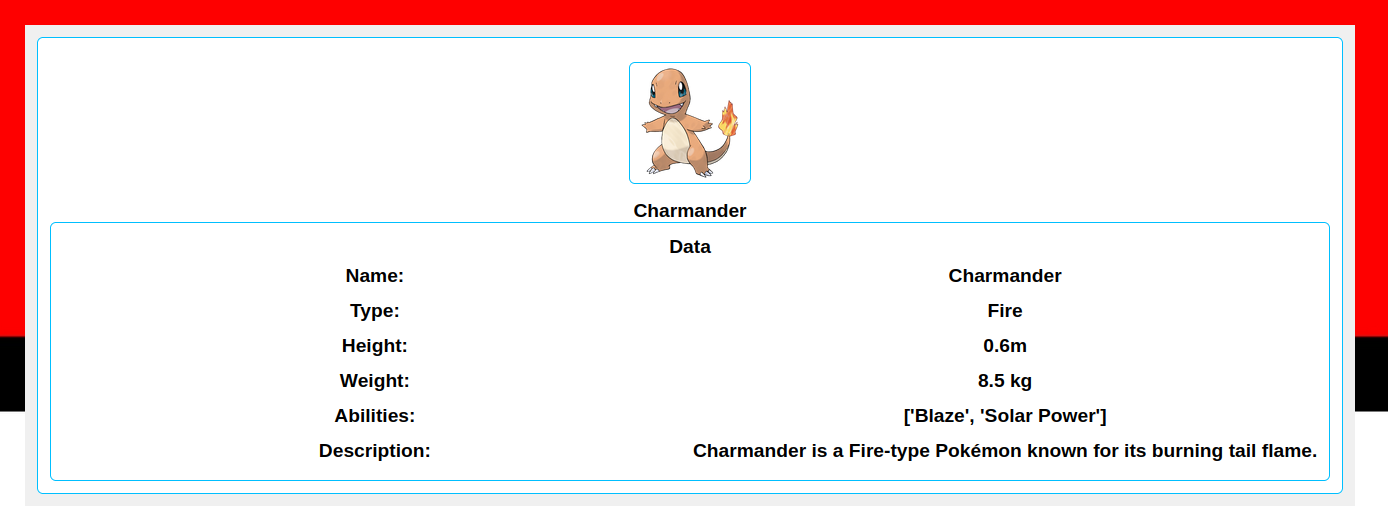 Charmander
Data
Name: Charmander
Type: Fire
Height: 0.6m
Weight: 8.5 kg
Abilities: ['Blaze', 'Solar Power']
Description: Charmander is a Fire-type Pokémon known for its burning tail flame.